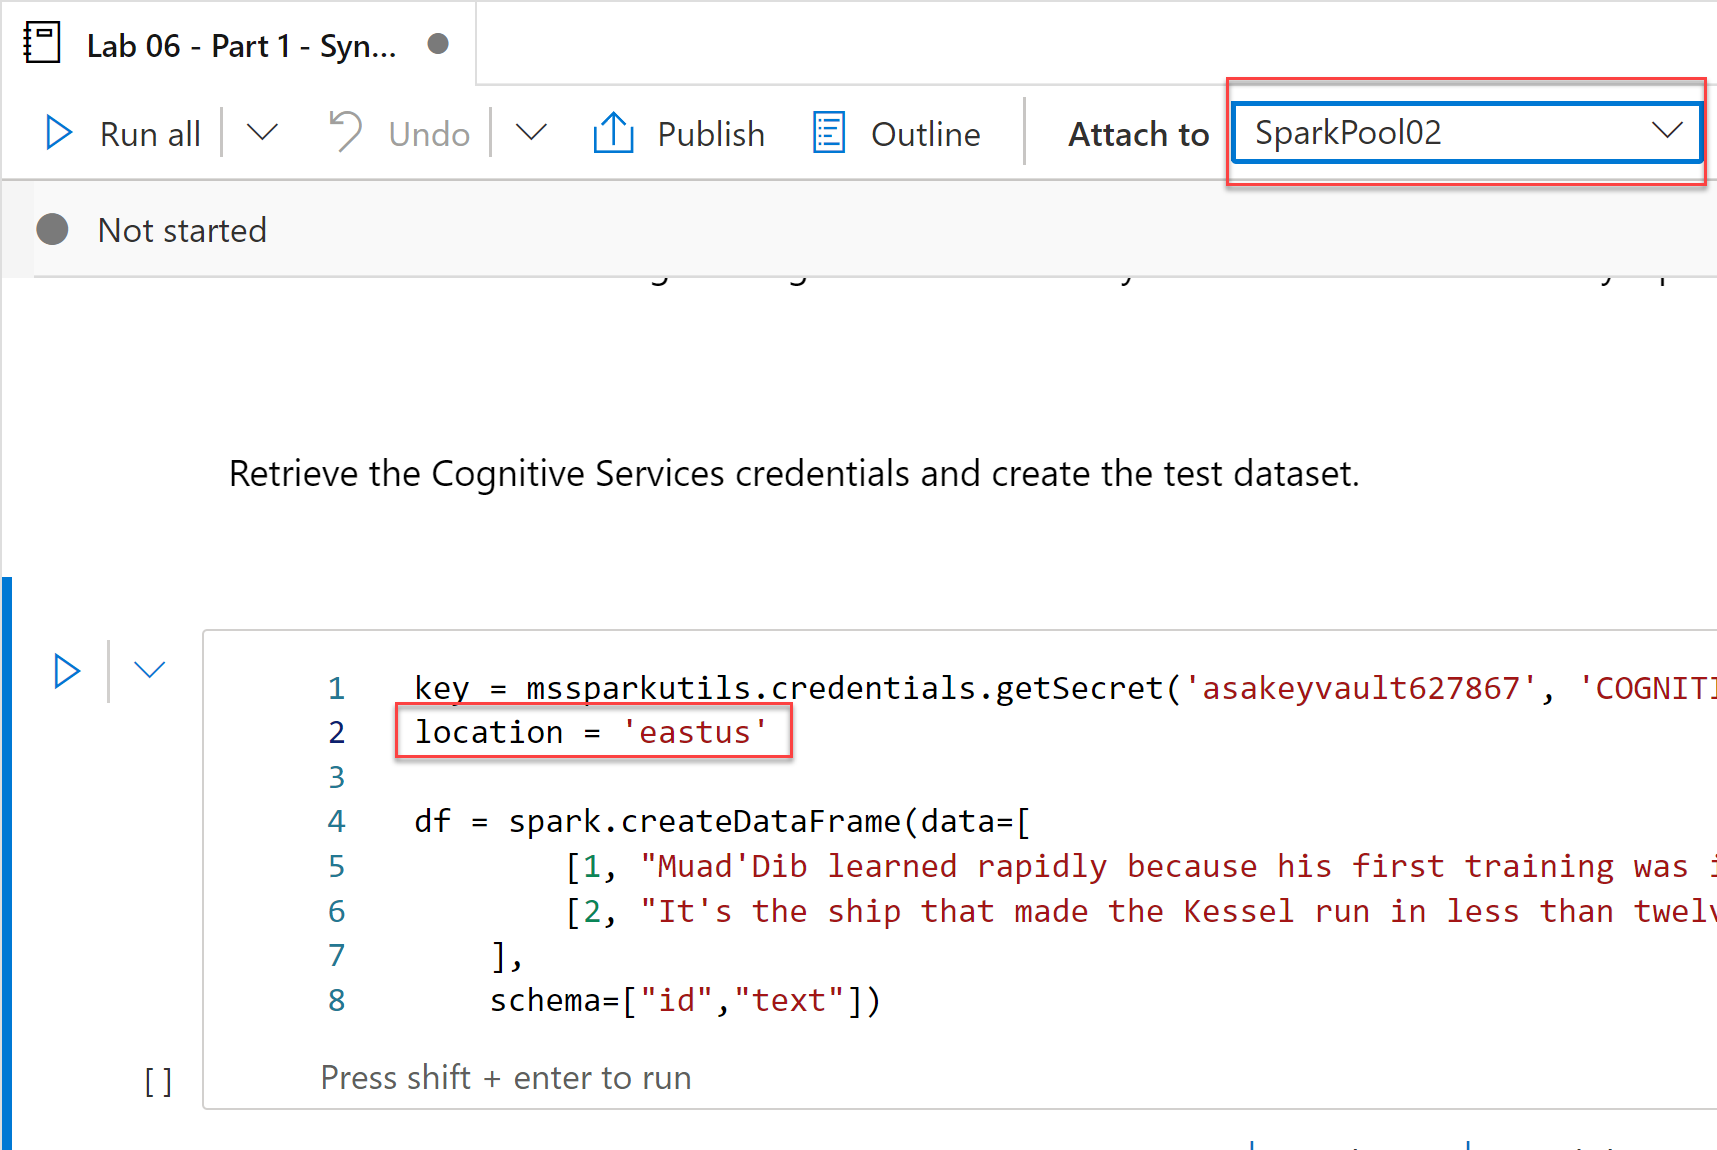 Lab 06 - Part 1 - Syn...
Run all Undo Publish Outline Attach to SparkPool02
Not started
Retrieve the Cognitive Services credentials and create the test dataset.
1 key = mssparkutils.credentials.getSecret('asakeyvault627867', 'COGNITI
2 location = 'eastus'
3
4 df = spark.createDataFrame(data=[
5 [1, "Muad'Dib learned rapidly because his first training was i
6 [2, "It's the ship that made the Kessel run in less than twelv
7 ],
8 schema=["id","text"])
[ ] Press shift + enter to run